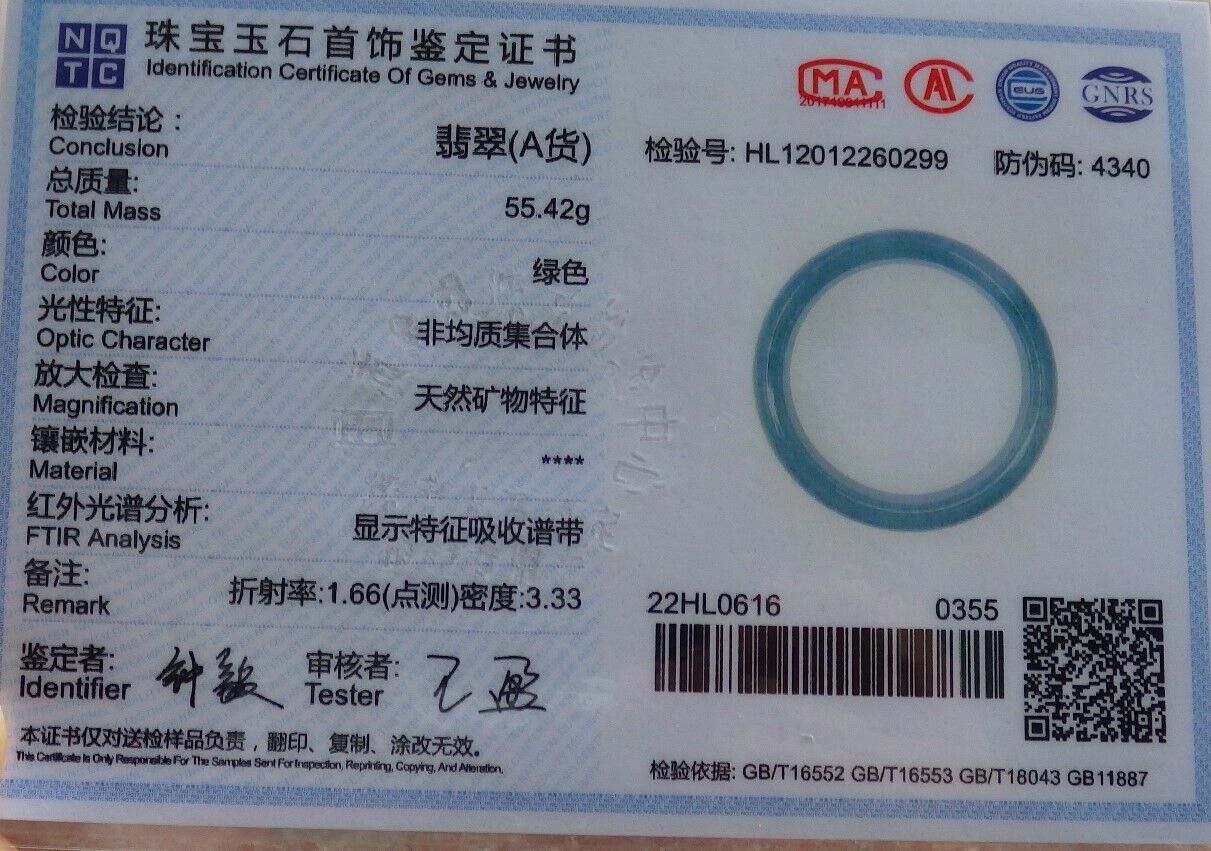 NQ
TC
珠宝玉石首饰鉴定证书
Identification Certificate Of Gems & Jewelry
检验结论：
Conclusion
翡翠(A货)
总质量:
Total Mass
55.42g
颜色:
Color
绿色
光性特征:
Optic Character
非均质集合体
放大检查:
Magnification
天然矿物特征
镶嵌材料:
Material
****
红外光谱分析:
FTIR Analysis
显示特征吸收谱带
备注:
Remark
折射率:1.66(点测)密度:3.33
鉴定者:
Identifier
审核者:
Tester
本证书仅对送检样品负责，翻印、复制、涂改无效。
This Certificate is Only Responsible For The Samples Sent For Inspection, Reprinting, Copying, And Alteration.
MA
GNRS
检验号: HL12012260299 防伪码: 4340
22HL0616 0355
检验依据: GB/T16552 GB/T16553 GB/T18043 GB11887